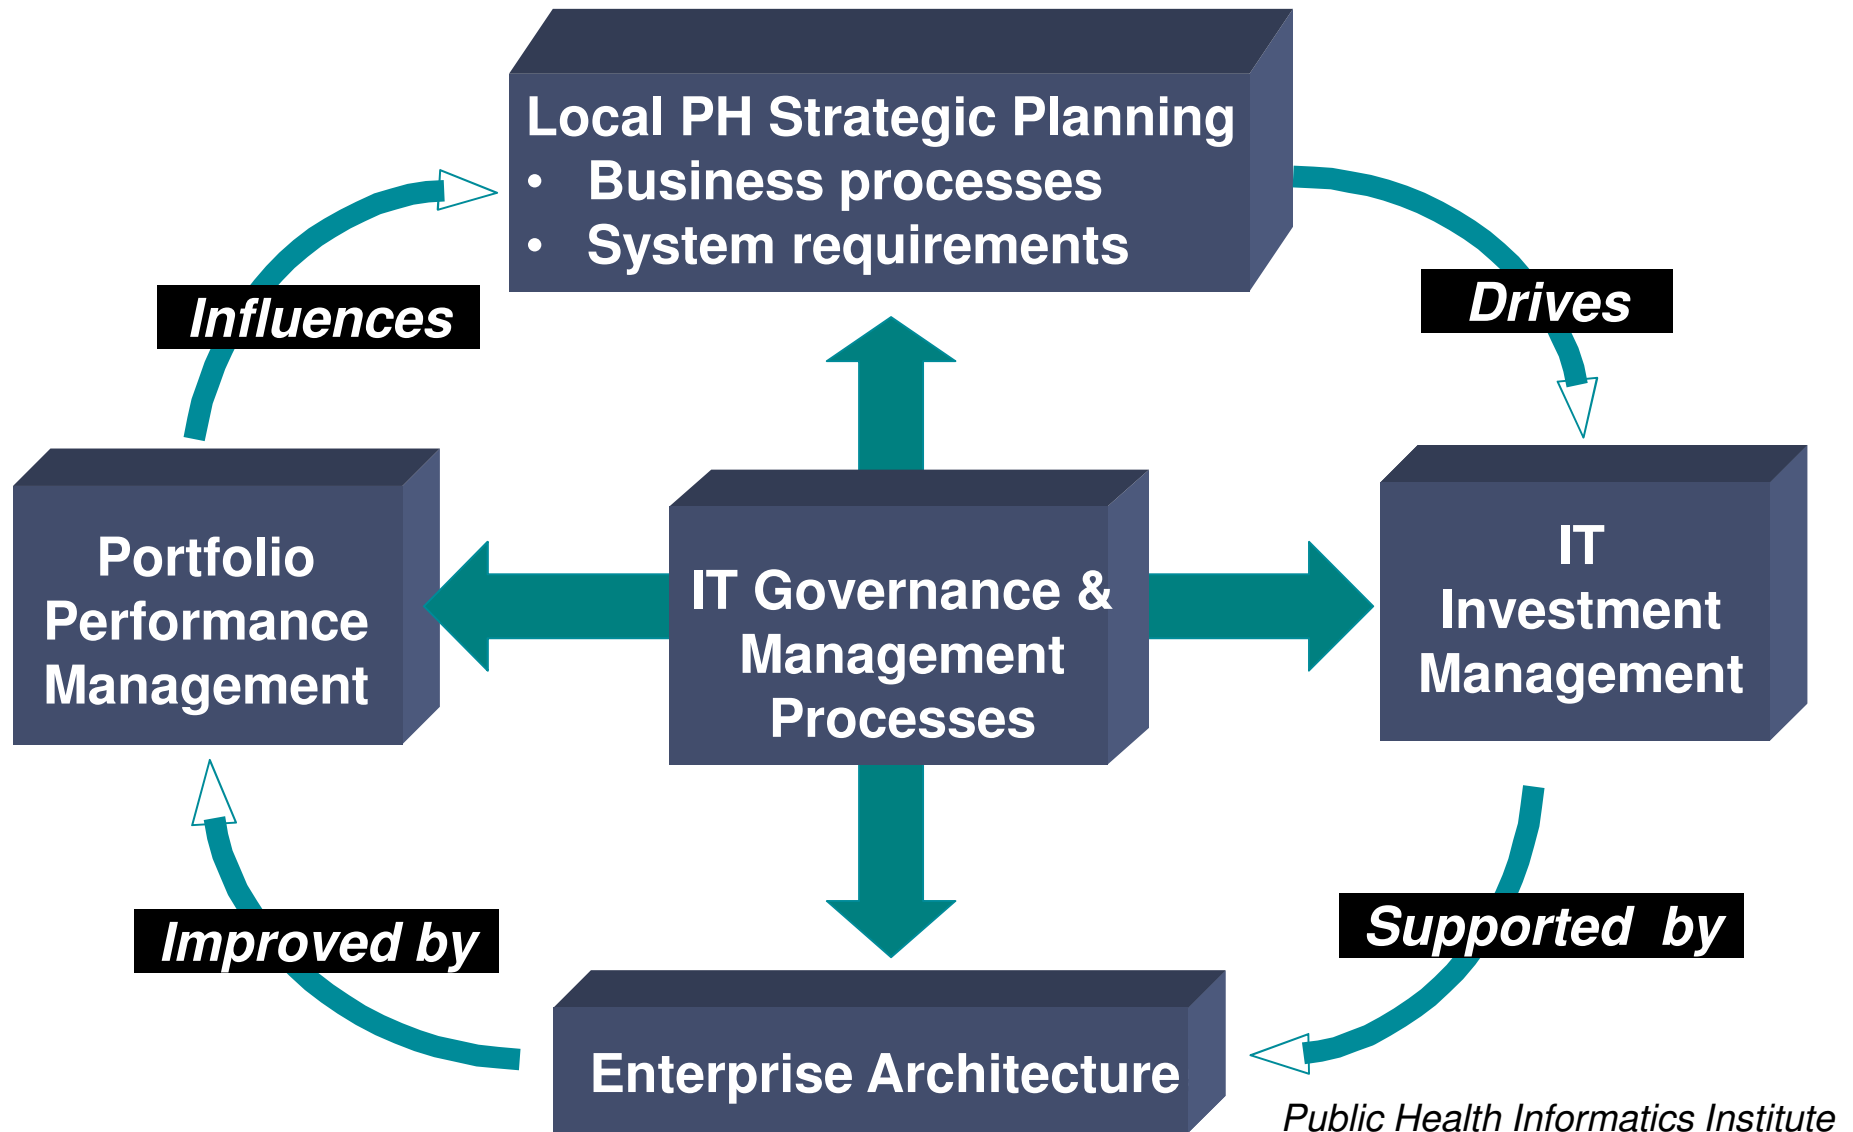 Local PH Strategic Planning
• Business processes
• System requirements
Influences
Drives
Portfolio
Performance
Management
IT Governance &
Management
Processes
IT
Investment
Management
Improved by
Supported by
Enterprise Architecture
Public Health Informatics Institute